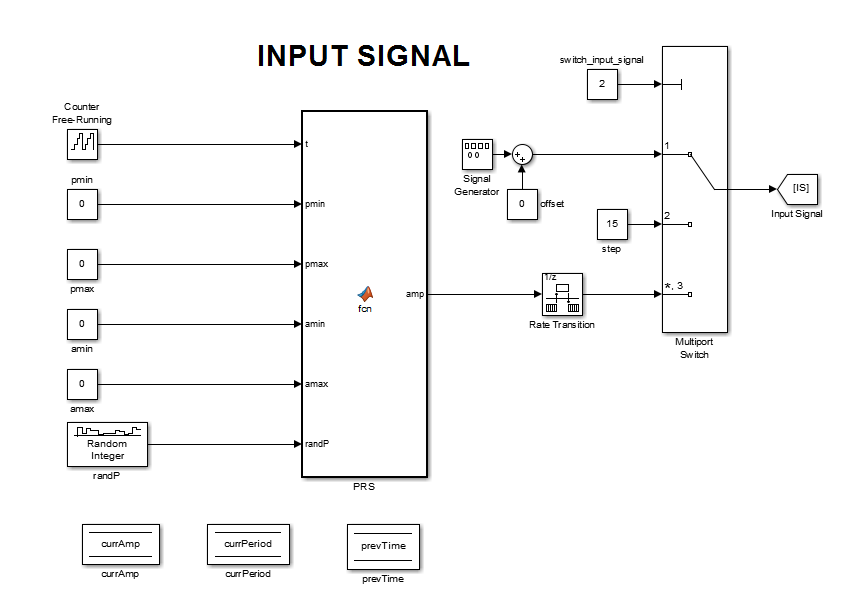 INPUT SIGNAL
switch_input_signal
2
Counter
Free-Running
t
pmin
0
pmin
pmax
0
pmax
amin
0
amin
amax
0
amax
Random
Integer
randP
randP
fcn
amp
PRS
Signal
Generator
+
+
0
offset
15
step
1/z
Rate Transition
1
2
*, 3
Multiport
Switch
[IS]
Input Signal
currAmp
currAmp
currPeriod
currPeriod
prevTime
prevTime